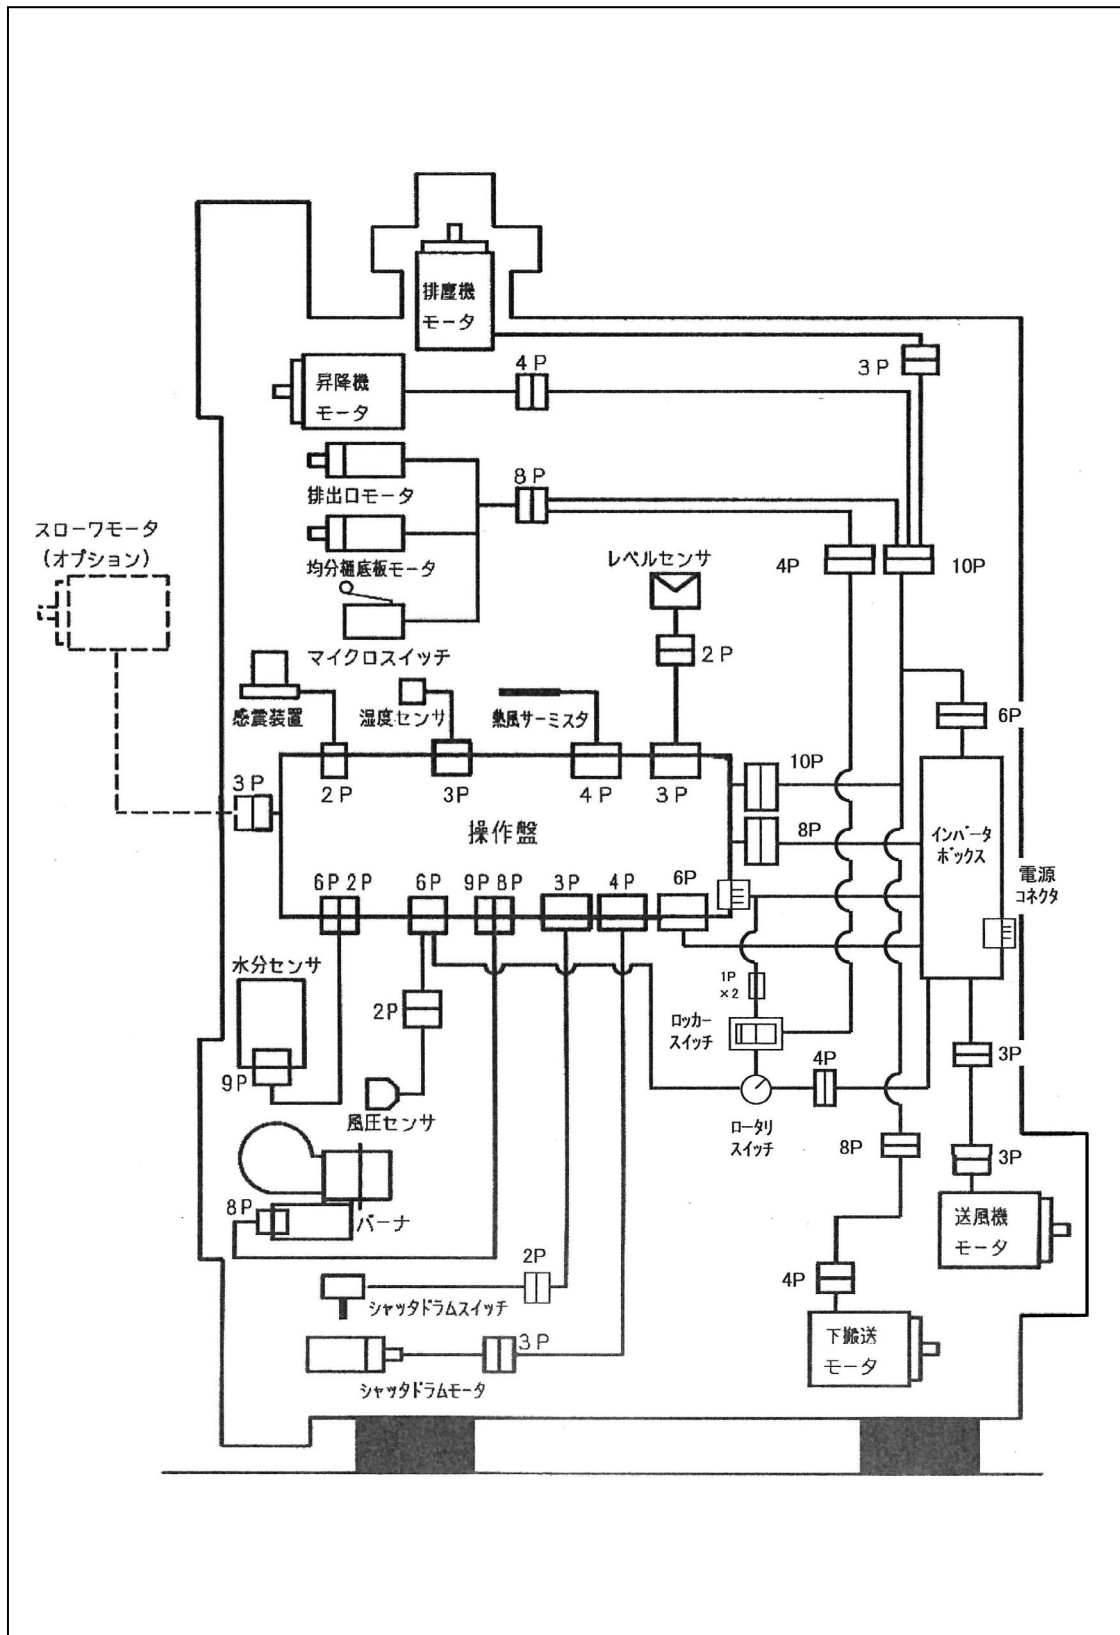 排塵機
モータ
3P
昇降機
モータ
4P
排出口モータ
8P
均分樋底板モータ
マイクロスイッチ
スローワモータ
(オプション)
レベルセンサ
2P
4P
10P
感震装置
湿度センサ
熱風サーミスタ
6P
3P
2P
3P
4P
3P
10P
8P
操作盤
インバータ
ボックス
電源
コネクタ
6P 2P
6P
9P 8P
3P
4P
6P
水分センサ
9P
2P
風圧センサ
1P
×2
ロッカー
スイッチ
4P
ロータリ
スイッチ
3P
8P
3P
8P
バーナ
送風機
モータ
2P
シャッタドラムスイッチ
4P
3P
シャッタドラムモータ
下搬送
モータ